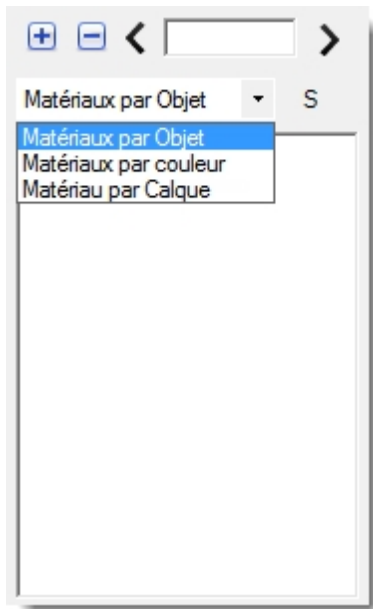 Matériaux par Objet
S
Matériaux par Objet
Matériaux par couleur
Matériau par Calque